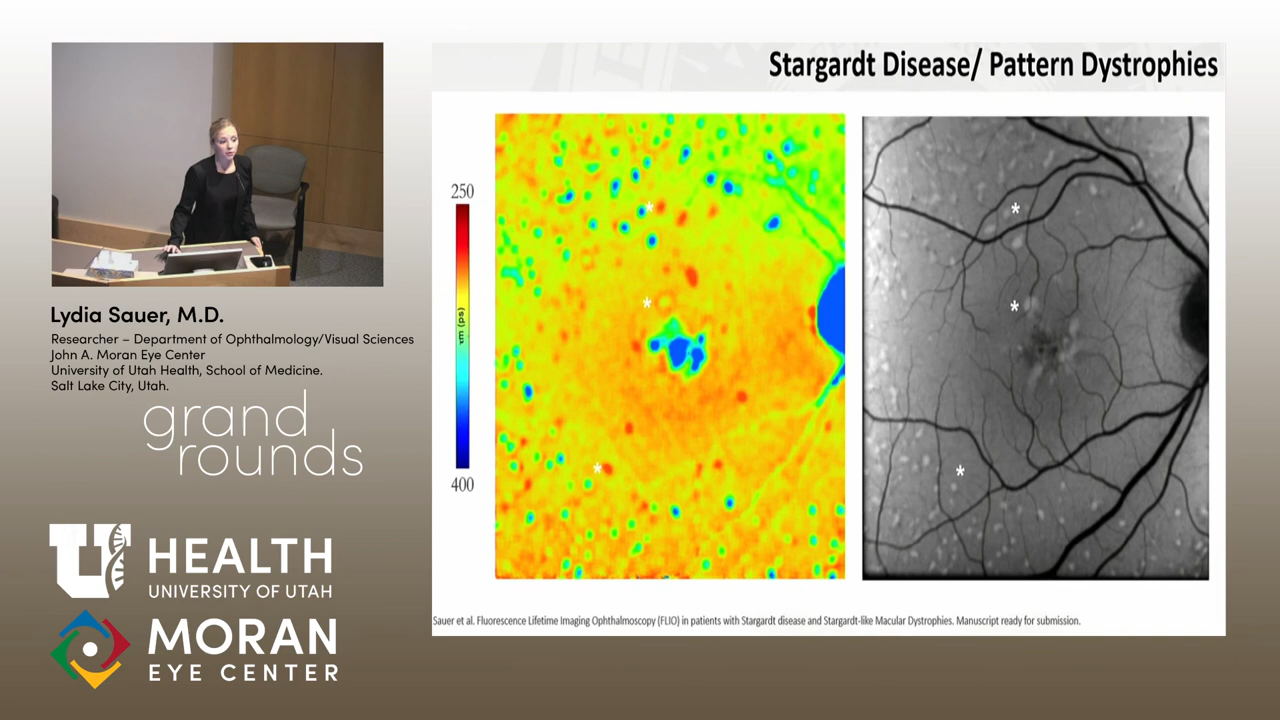 Stargardt Disease/ Pattern Dystrophies
250
τm (ps)
400
*
*
*
*
*
*
Sauer et al. Fluorescence Lifetime Imaging Ophthalmoscopy (FLIO) in patients with Stargardt disease and Stargardt-like Macular Dystrophies. Manuscript ready for submission.
Lydia Sauer, M.D.
Researcher – Department of Ophthalmology/Visual Sciences
John A. Moran Eye Center
University of Utah Health, School of Medicine.
Salt Lake City, Utah.
grand
rounds
U HEALTH
UNIVERSITY OF UTAH
MORAN
EYE CENTER